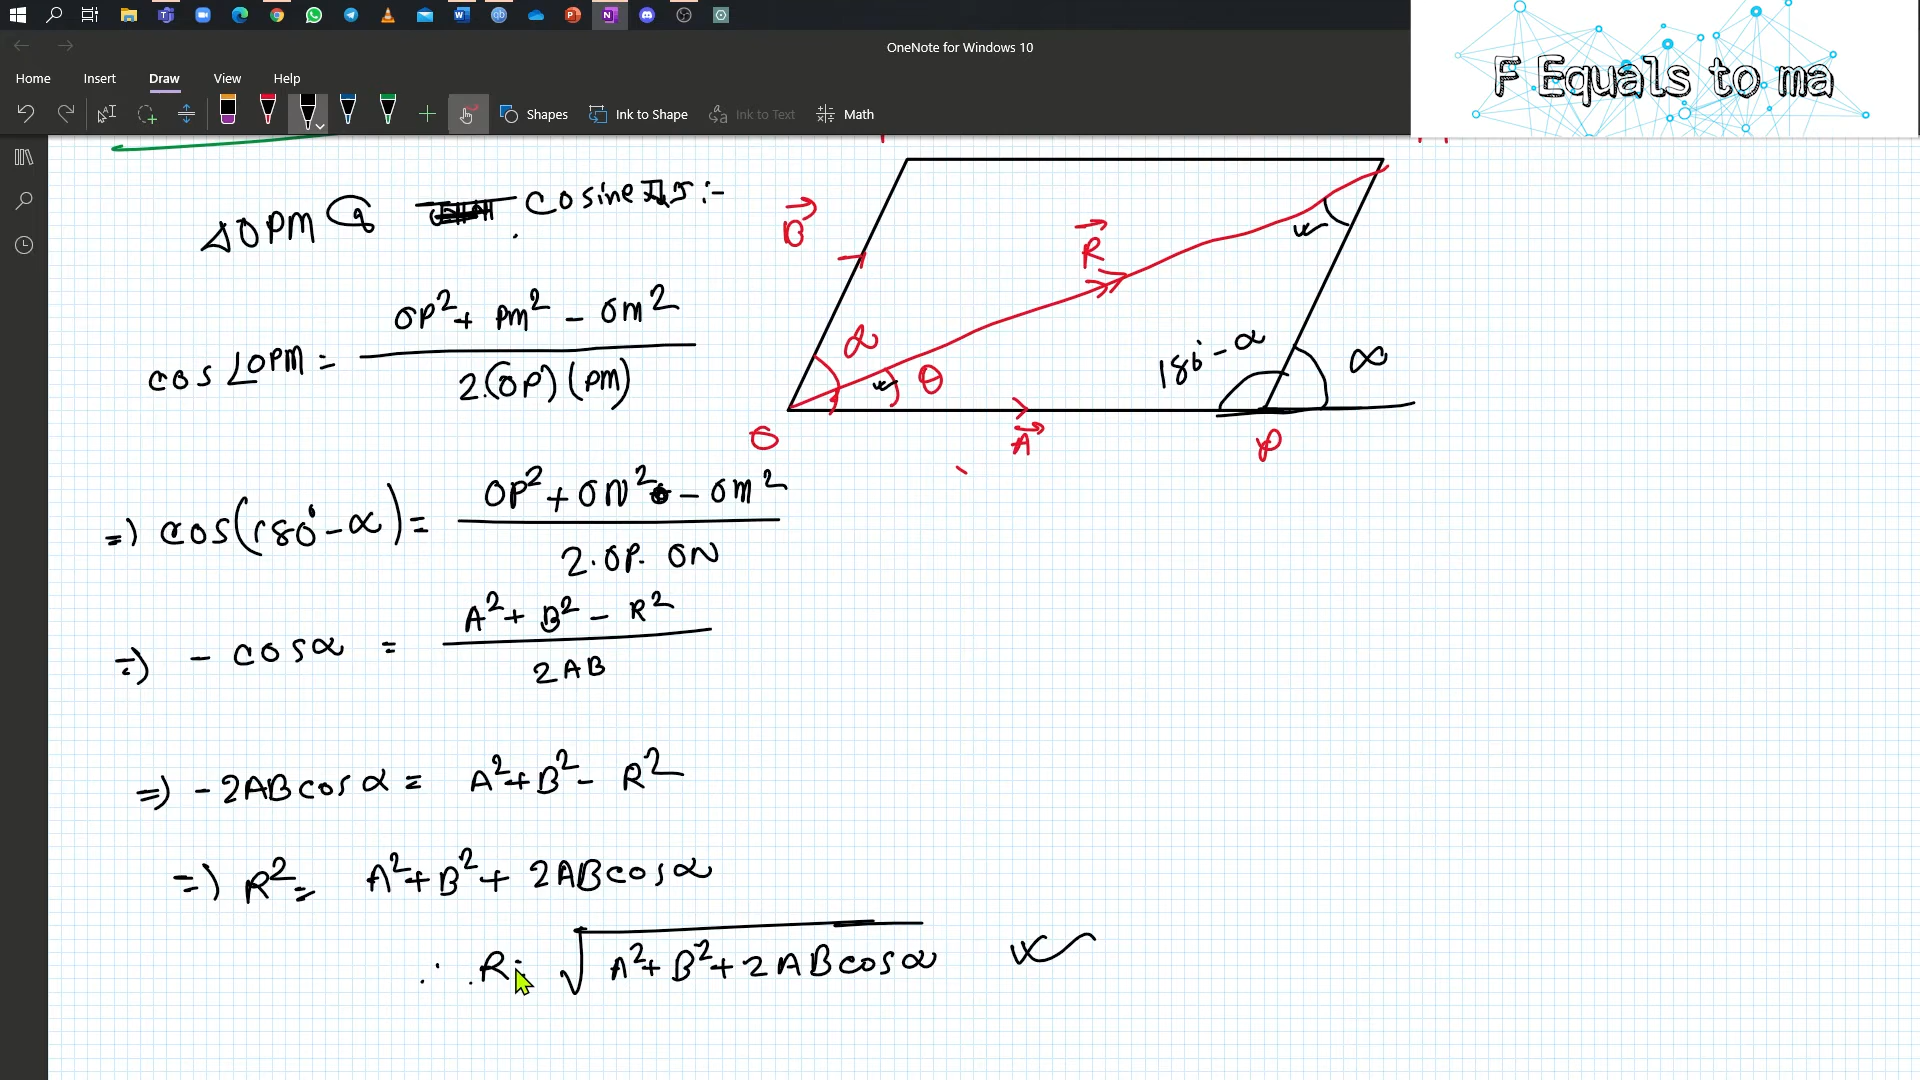 OneNote for Windows 10
F Equals to ma
Home Insert Draw View Help
Shapes Ink to Shape Ink to Text Math
ΔOPM এ Cosine সূত্র :-
cos∠OPM = (OP² + PM² - OM²) / 2.(OP)(PM)
=> cos(180° - α) = (OP² + ON² - OM²) / 2.OP.ON
=> - cosα = (A² + B² - R²) / 2AB
=> - 2ABcosα = A² + B² - R²
=> R² = A² + B² + 2ABcosα
∴ R = √(A² + B² + 2ABcosα)
B⃗
R⃗
α
θ
180° - α
α
O
A⃗
P